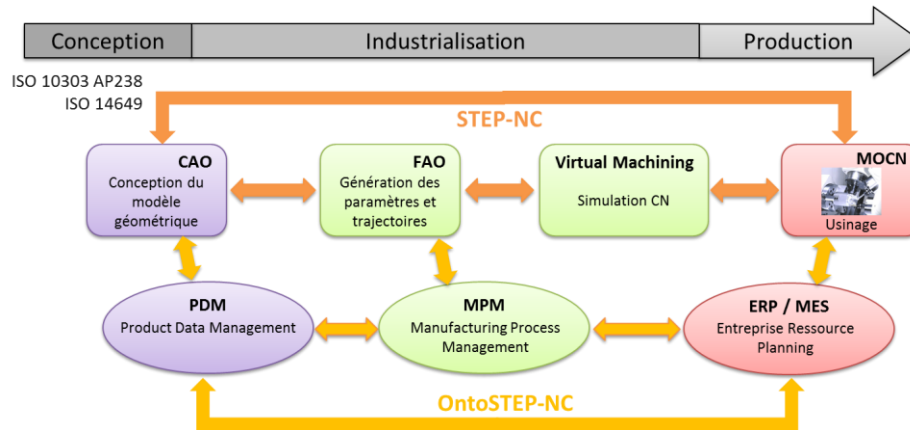 Conception
Industrialisation
Production
ISO 10303 AP238
ISO 14649
STEP-NC
CAO
Conception du
modèle
géométrique
FAO
Génération des
paramètres et
trajectoires
Virtual Machining
Simulation CN
MOCN
Usinage
PDM
Product Data Management
MPM
Manufacturing Process
Management
ERP / MES
Entreprise Ressource
Planning
OntoSTEP-NC